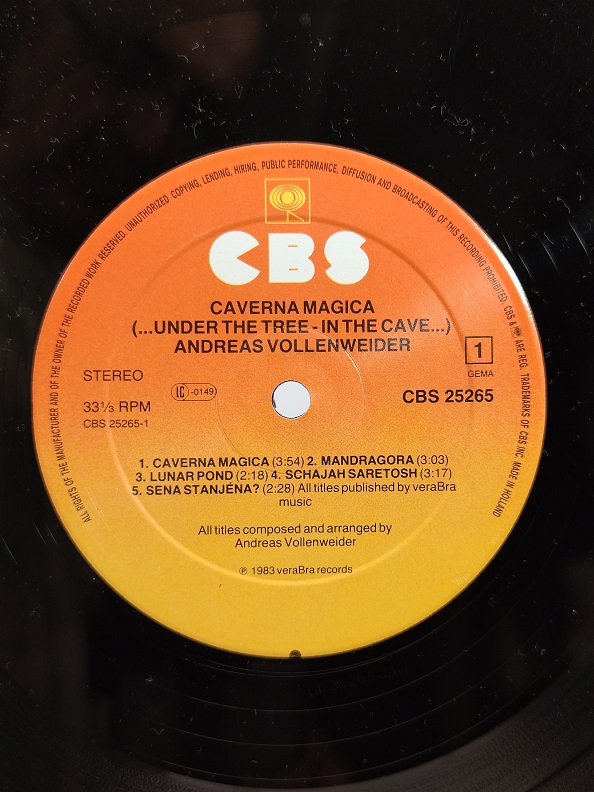 ALL RIGHTS OF THE MANUFACTURER AND OF THE OWNER OF THE RECORDED WORK RESERVED. UNAUTHORIZED COPYING, LENDING, HIRING, PUBLIC PERFORMANCE, DIFFUSION AND BROADCASTING OF THIS RECORDING PROHIBITED. CBS & ARE REG. TRADEMARKS OF CBS INC. MADE IN HOLLAND
CBS
CAVERNA MAGICA
(...UNDER THE TREE - IN THE CAVE...)
ANDREAS VOLLENWEIDER
STEREO
33⅓ RPM
CBS 25265-1
LC -0149
1
GEMA
CBS 25265
1. CAVERNA MAGICA (3:54) 2. MANDRAGORA (3:03)
3. LUNAR POND (2:18) 4. SCHAJAH SARETOSH (3:17)
5. SENA STANJÉNA? (2:28) All titles published by veraBra
music
All titles composed and arranged by
Andreas Vollenweider
℗ 1983 veraBra records